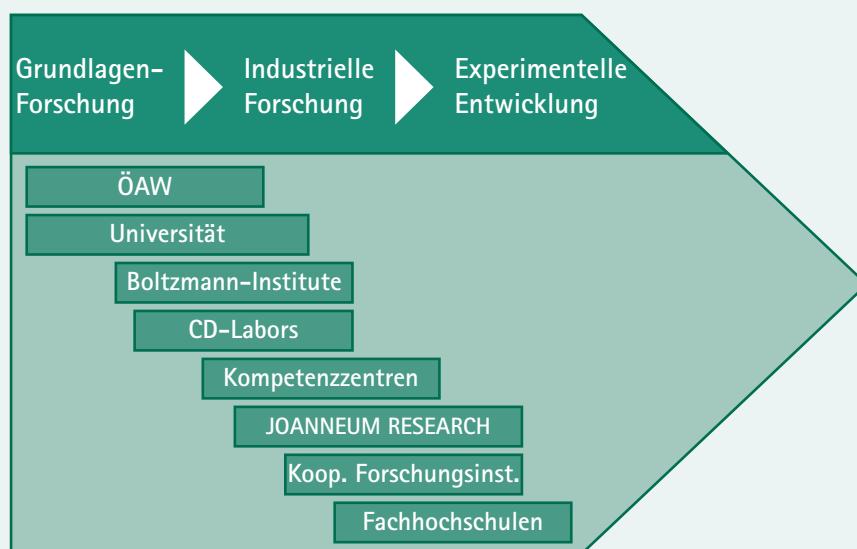 Grundlagen-
Forschung
Industrielle
Forschung
Experimentelle
Entwicklung
ÖAW
Universität
Boltzmann-Institute
CD-Labors
Kompetenzzentren
JOANNEUM RESEARCH
Koop. Forschungsinst.
Fachhochschulen